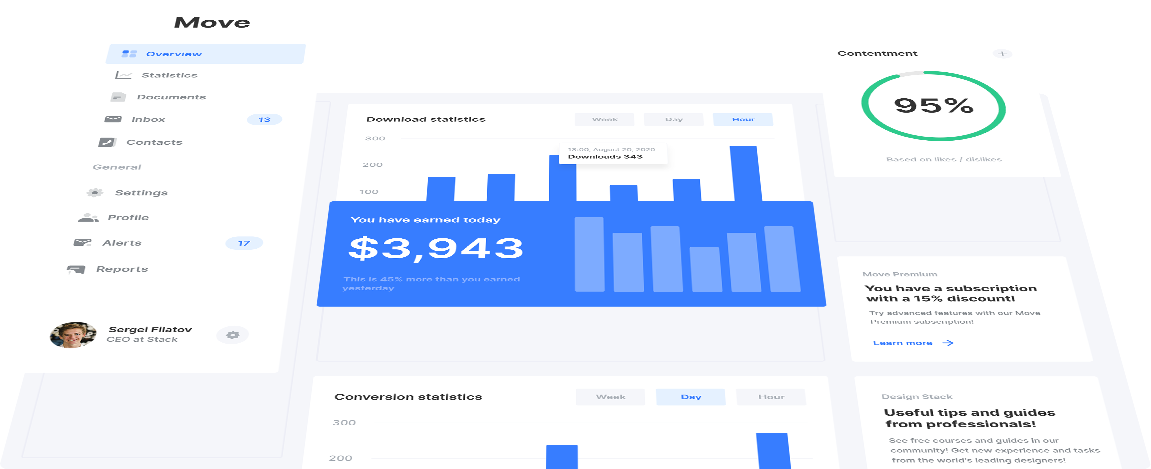 Move
Overview
Statistics
Documents
Inbox
13
Contacts
General
Settings
Profile
Alerts
17
Reports
Sergei Filatov
CEO at Stack
Download statistics
Week
Day
Hour
300
200
100
18:00, August 20, 2020
Downloads 343
You have earned today
$3,943
This is 45% more than you earned
yesterday
Conversion statistics
Week
Day
Hour
300
200
Contentment
95%
Based on likes / dislikes
Move Premium
You have a subscription
with a 15% discount!
Try advanced features with our Move
Premium subscription!
Learn more
Design Stack
Useful tips and guides
from professionals!
See free courses and guides in our
community! Get new experience and tasks
from the world's leading designers!